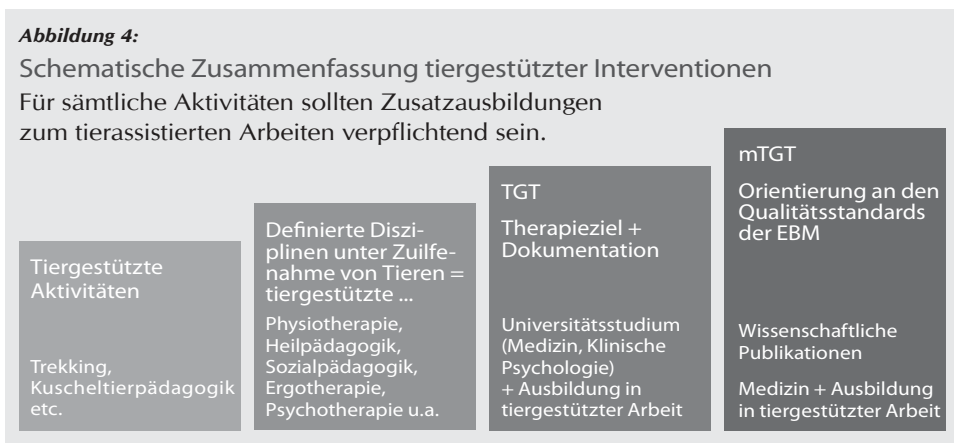 Abbildung 4:
Schematische Zusammenfassung tiergestützter Interventionen
Für sämtliche Aktivitäten sollten Zusatzausbildungen
zum tierassistierten Arbeiten verpflichtend sein.
Tiergestützte
Aktivitäten
Trekking,
Kuscheltierpädagogik
etc.
Definierte Diszi-
plinen unter Zuilfe-
nahme von Tieren =
tiergestützte ...
Physiotherapie,
Heilpädagogik,
Sozialpädagogik,
Ergotherapie,
Psychotherapie u.a.
TGT
Therapieziel +
Dokumentation
Universitätsstudium
(Medizin, Klinische
Psychologie)
+ Ausbildung in
tiergestützter Arbeit
mTGT
Orientierung an den
Qualitätsstandards
der EBM
Wissenschaftliche
Publikationen
Medizin + Ausbildung
in tiergestützter Arbeit